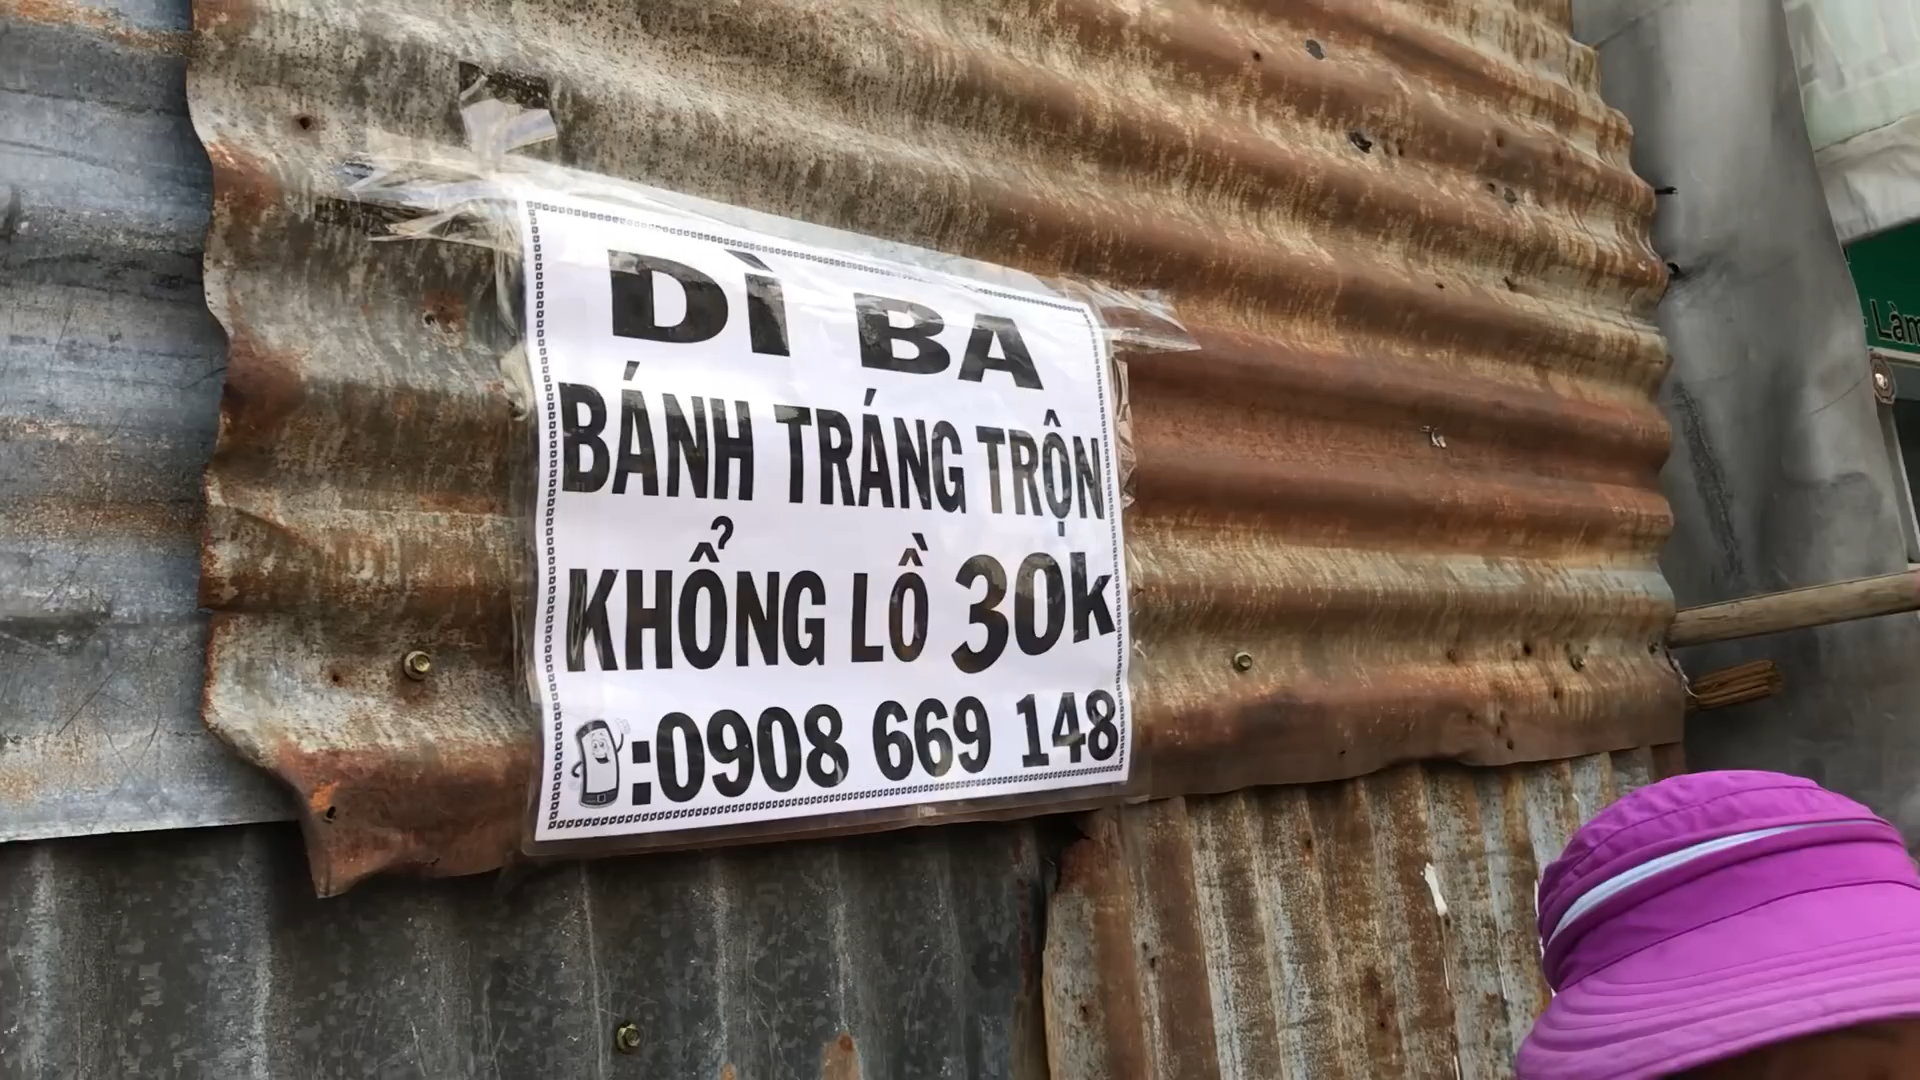 DÌ BA
BÁNH TRÁNG TRỘN
KHỔNG LỒ 30k
:0908 669 148